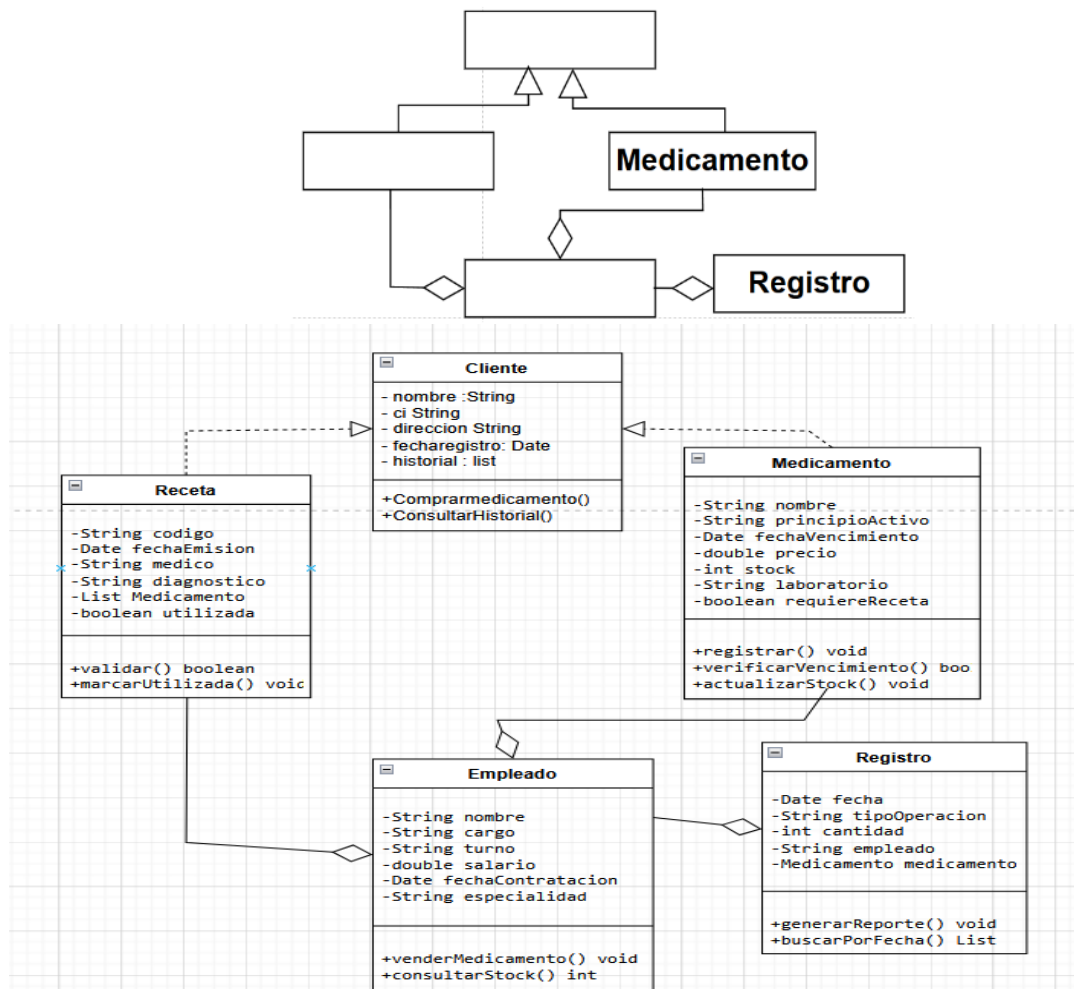 Medicamento
Registro
Cliente
- nombre :String
- ci String
- direccion String
- fecharegistro: Date
- historial : list
+Comprarmedicamento()
+ConsultarHistorial()
Receta
-String codigo
-Date fechaEmision
-String medico
-String diagnostico
-List Medicamento
-boolean utilizada
+validar() boolean
+marcarUtilizada() void
Medicamento
-String nombre
-String principioActivo
-Date fechaVencimiento
-double precio
-int stock
-String laboratorio
-boolean requiereReceta
+registrar() void
+verificarVencimiento() boo
+actualizarStock() void
Empleado
-String nombre
-String cargo
-String turno
-double salario
-Date fechaContratacion
-String especialidad
+venderMedicamento() void
+consultarStock() int
Registro
-Date fecha
-String tipoOperacion
-int cantidad
-String empleado
-Medicamento medicamento
+generarReporte() void
+buscarPorFecha() List